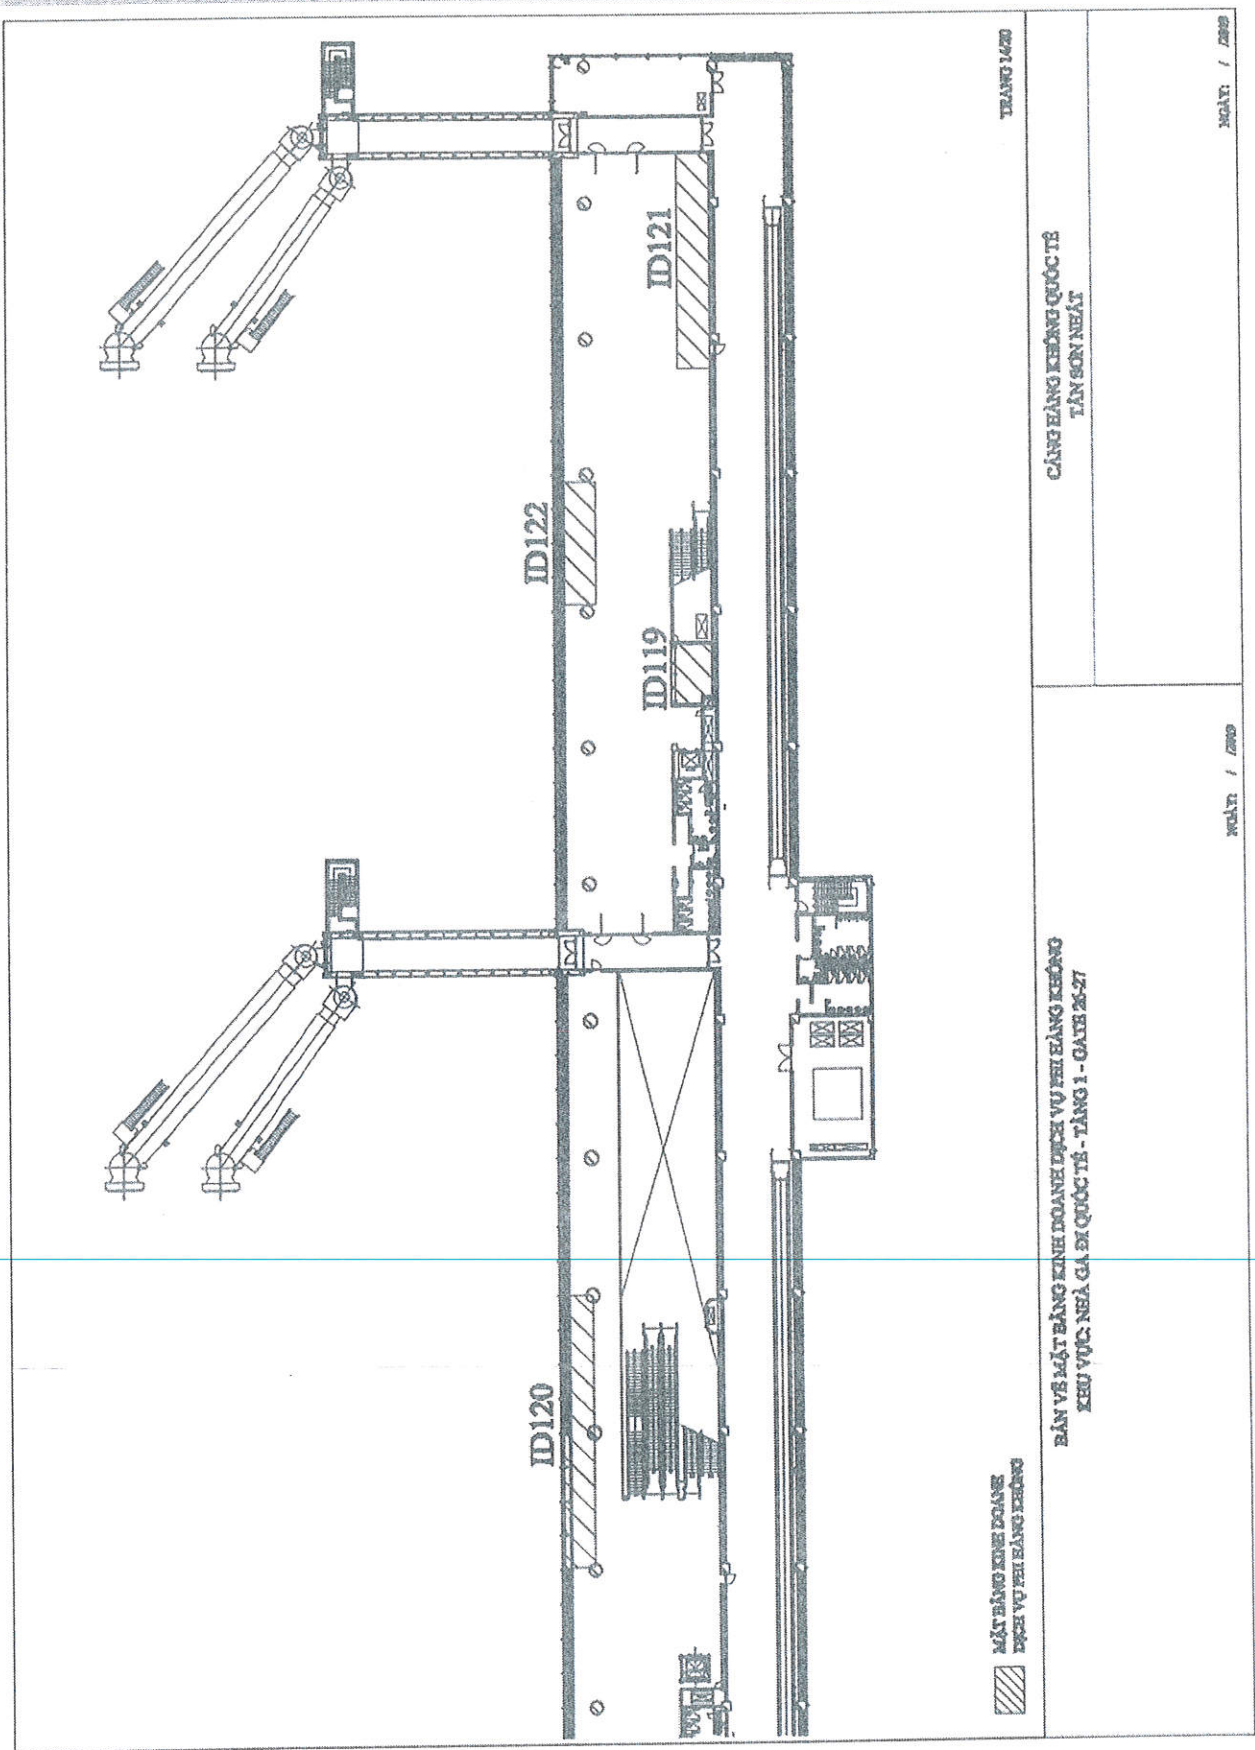 ID122
ID120
ID121
ID119
TRANG 14/20
MẶT BẰNG KINH DOANH
DỊCH VỤ PHI HÀNG KHÔNG
BẢN VẼ MẶT BẰNG KINH DOANH DỊCH VỤ PHI HÀNG KHÔNG
KHU VỰC: NHÀ GA ĐI QUỐC TẾ - TẦNG 1 - GATE 26-27
NGÀY: / /2019
CẢNG HÀNG KHÔNG QUỐC TẾ
TÂN SƠN NHẤT
NGÀY: / /2019